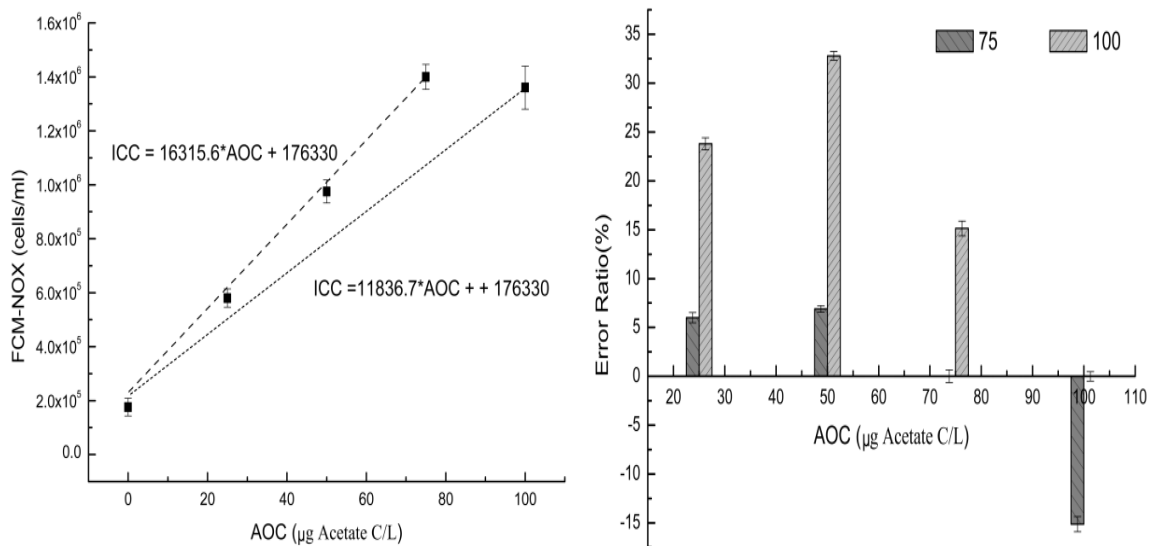 1.6x10⁶
1.4x10⁶
1.2x10⁶
1.0x10⁶
8.0x10⁵
6.0x10⁵
4.0x10⁵
2.0x10⁵
0.0
FCM-NOX (cells/ml)
ICC = 16315.6*AOC + 176330
ICC =11836.7*AOC + + 176330
0 20 40 60 80 100
AOC (µg Acetate C/L)
35
30
25
20
15
10
5
0
-5
-10
-15
Error Ratio(%)
75 100
20 30 40 50 60 70 80 90 100 110
AOC (µg Acetate C/L)